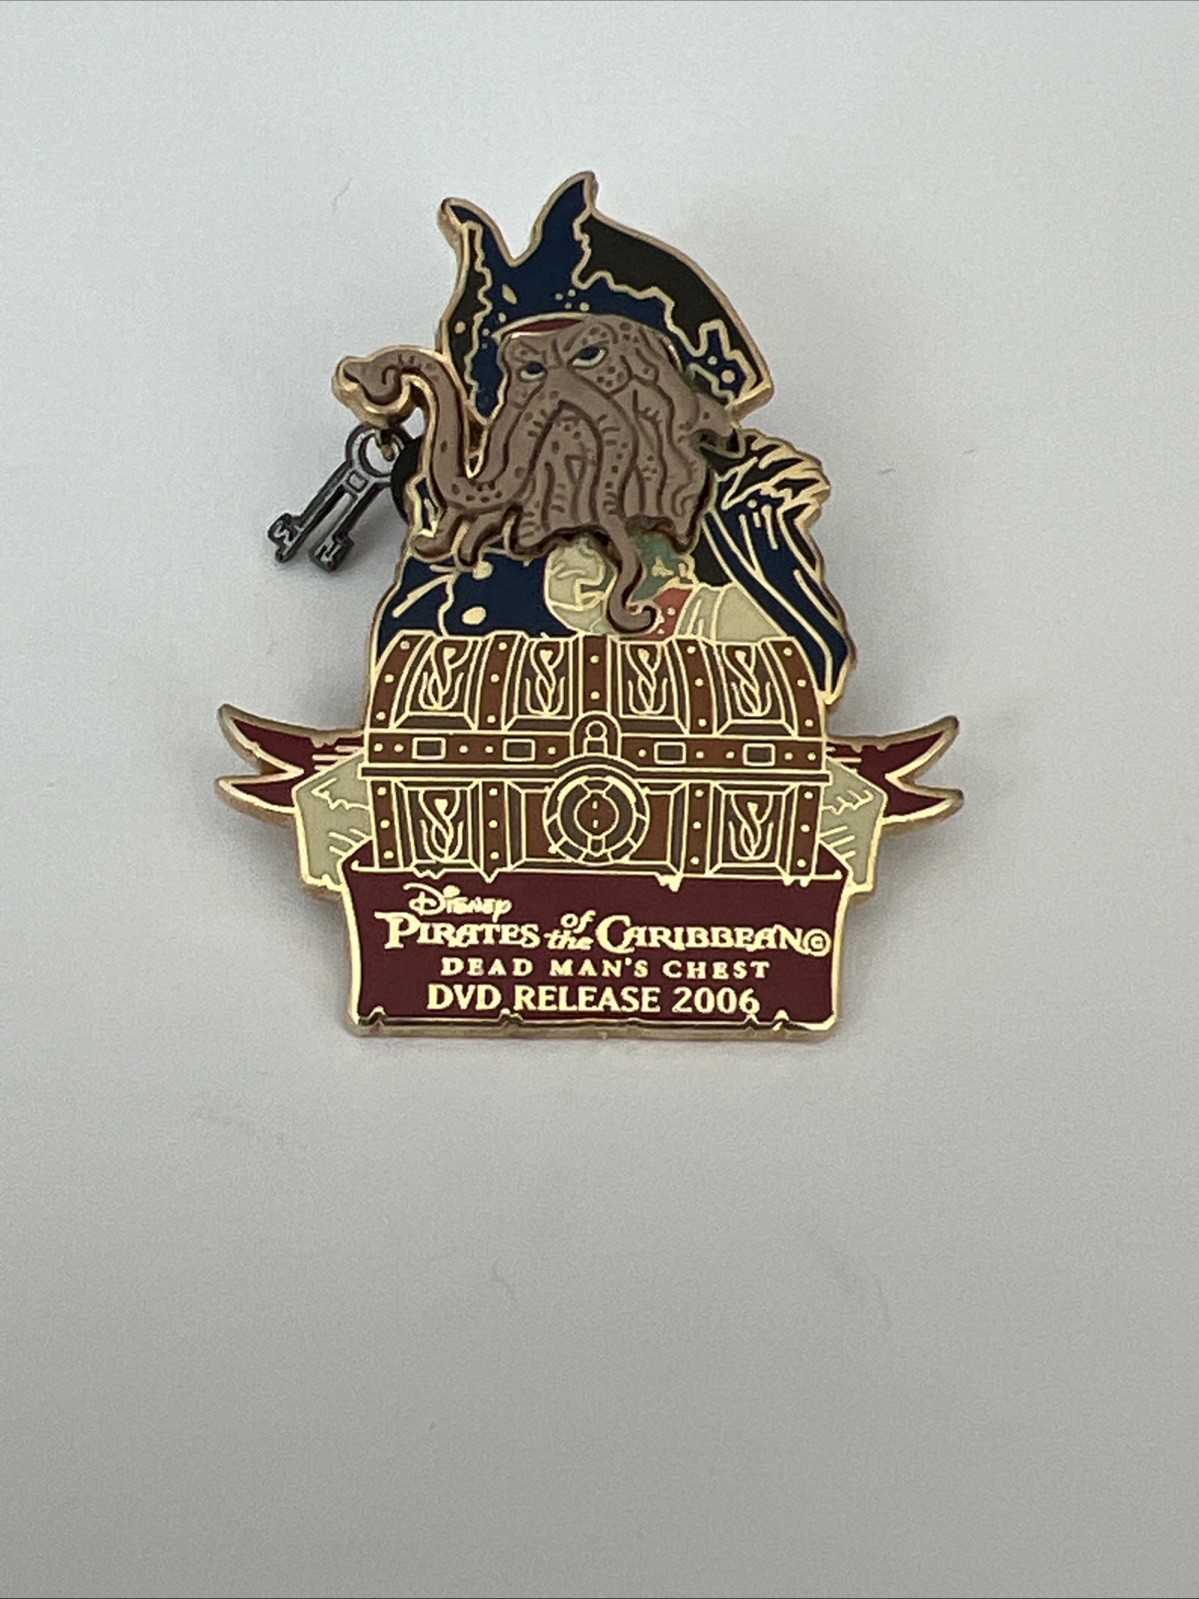 Disney
PIRATES of the CARIBBEAN©
DEAD MAN'S CHEST
DVD RELEASE 2006